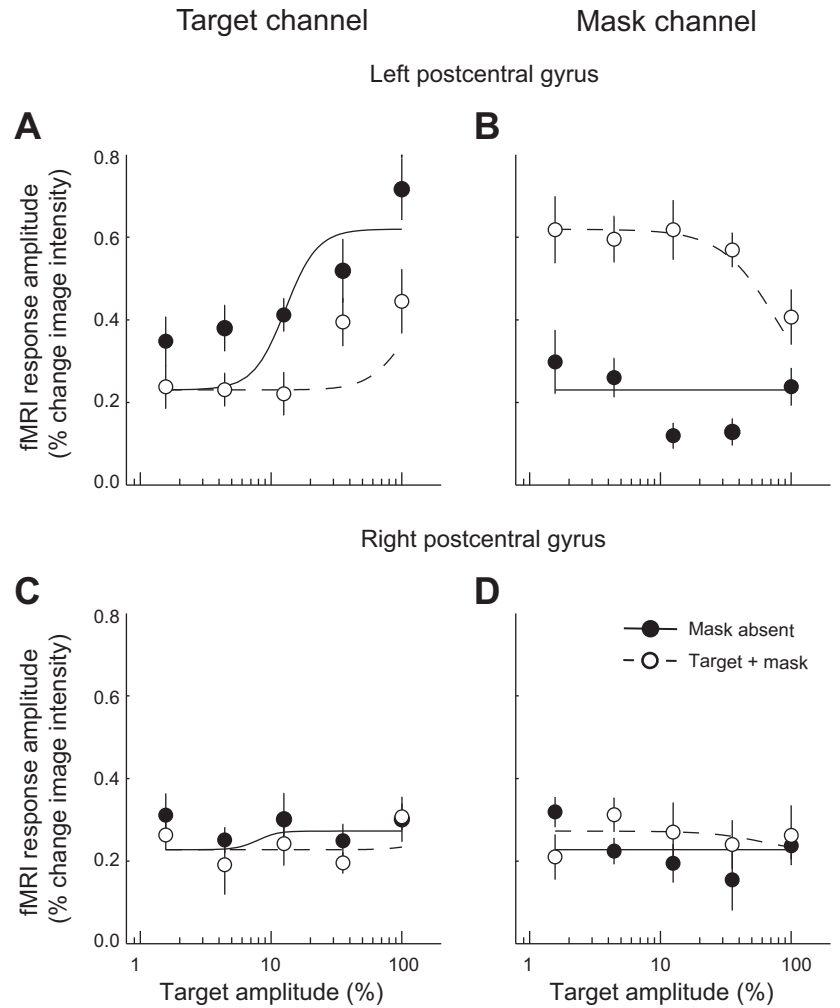 Target channel
Mask channel
Left postcentral gyrus
A
B
fMRI response amplitude
(% change image intensity)
0.8
0.6
0.4
0.2
0.0
Right postcentral gyrus
C
D
fMRI response amplitude
(% change image intensity)
0.8
0.6
0.4
0.2
0.0
Mask absent
Target + mask
1
10
100
1
10
100
Target amplitude (%)
Target amplitude (%)